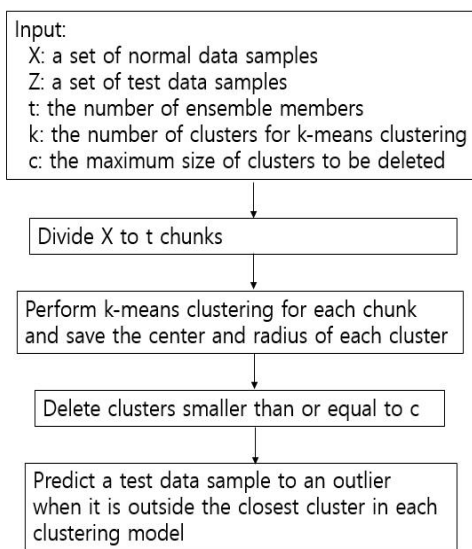 Input:
X: a set of normal data samples
Z: a set of test data samples
t: the number of ensemble members
k: the number of clusters for k-means clustering
c: the maximum size of clusters to be deleted
Divide X to t chunks
Perform k-means clustering for each chunk
and save the center and radius of each cluster
Delete clusters smaller than or equal to c
Predict a test data sample to an outlier
when it is outside the closest cluster in each
clustering model